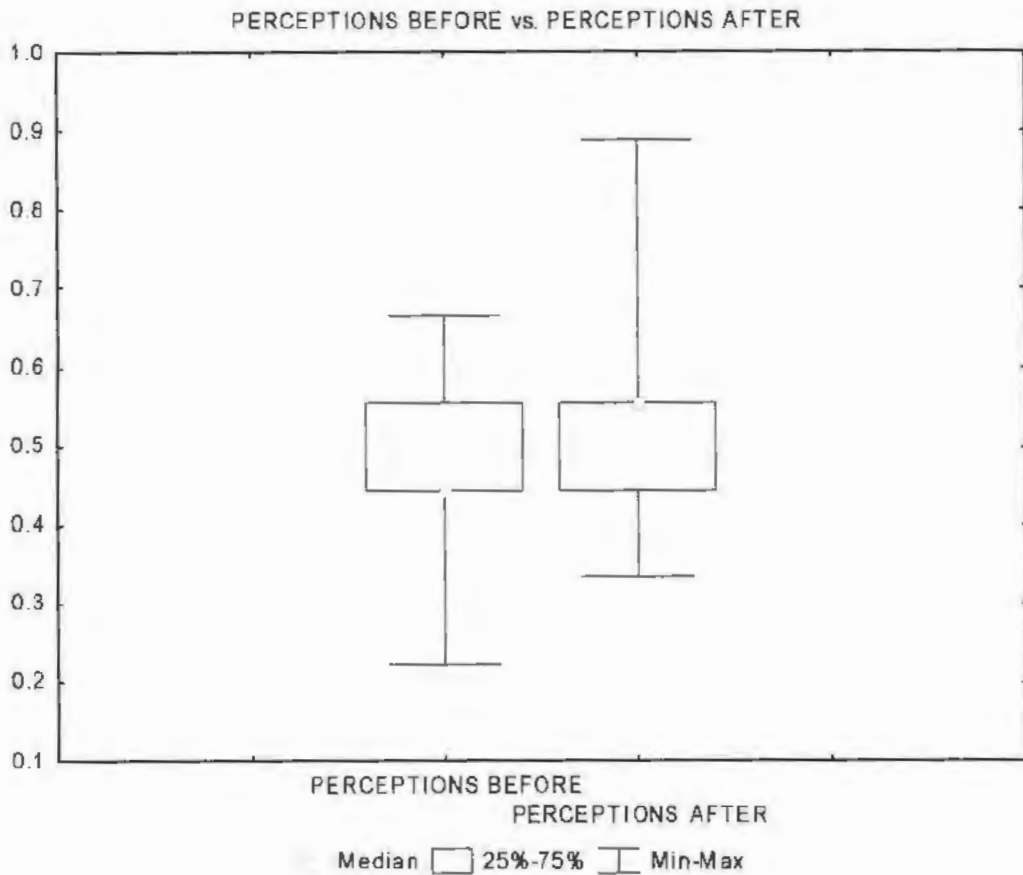 PERCEPTIONS BEFORE vs. PERCEPTIONS AFTER
1.0
0.9
0.8
0.7
0.6
0.5
0.4
0.3
0.2
0.1
PERCEPTIONS BEFORE
PERCEPTIONS AFTER
Median 25%-75% Min-Max